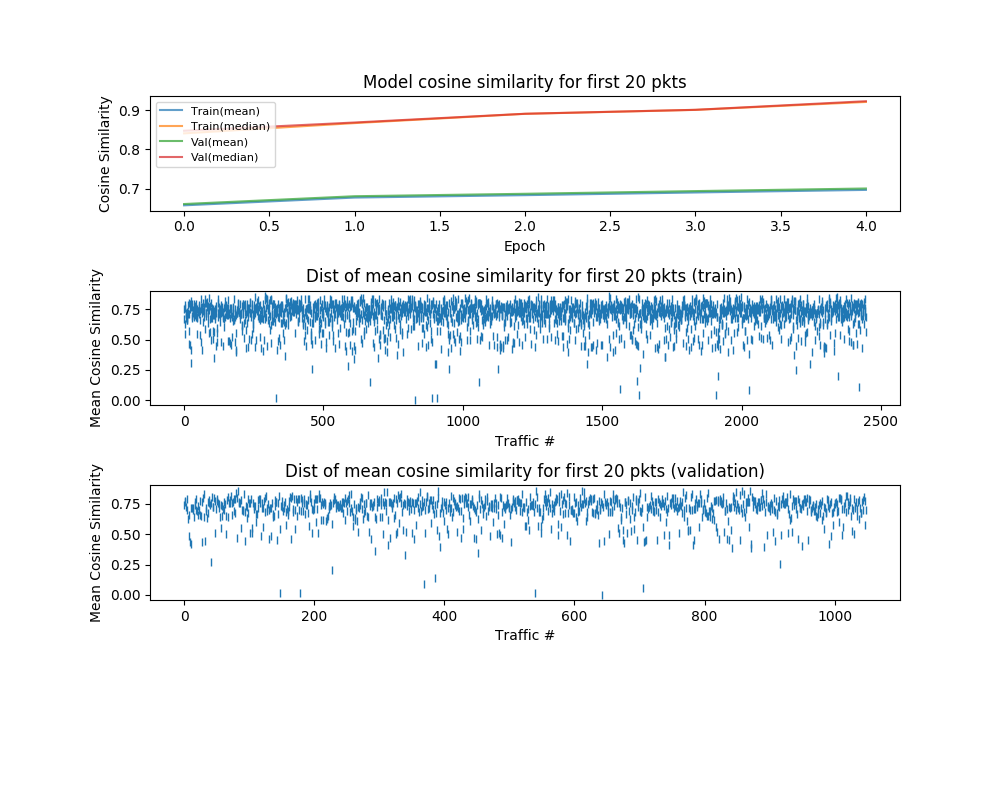 Model cosine similarity for first 20 pkts
Cosine Similarity
0.9
0.8
0.7
Train(mean)
Train(median)
Val(mean)
Val(median)
0.0 0.5 1.0 1.5 2.0 2.5 3.0 3.5 4.0
Epoch
Dist of mean cosine similarity for first 20 pkts (train)
Mean Cosine Similarity
0.75
0.50
0.25
0.00
0 500 1000 1500 2000 2500
Traffic #
Dist of mean cosine similarity for first 20 pkts (validation)
Mean Cosine Similarity
0.75
0.50
0.25
0.00
0 200 400 600 800 1000
Traffic #